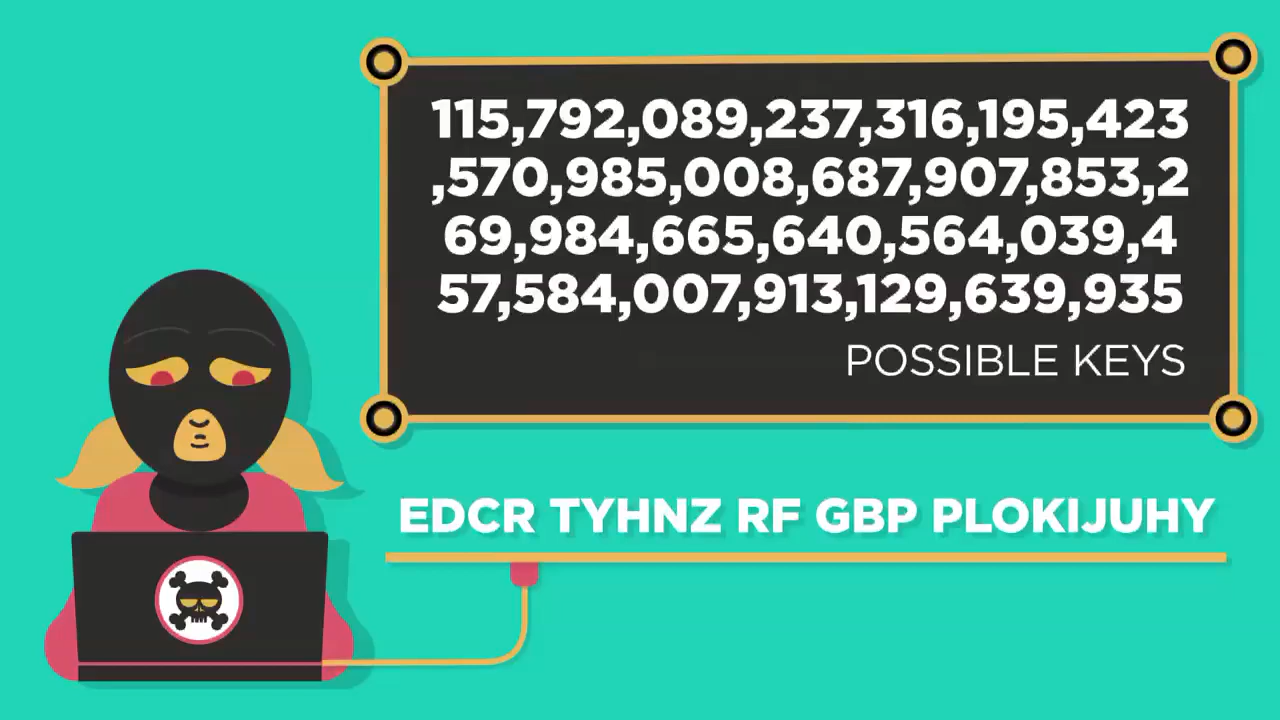 115,792,089,237,316,195,423
,570,985,008,687,907,853,2
69,984,665,640,564,039,4
57,584,007,913,129,639,935
POSSIBLE KEYS
EDCR TYHNZ RF GBP PLOKIJUHY